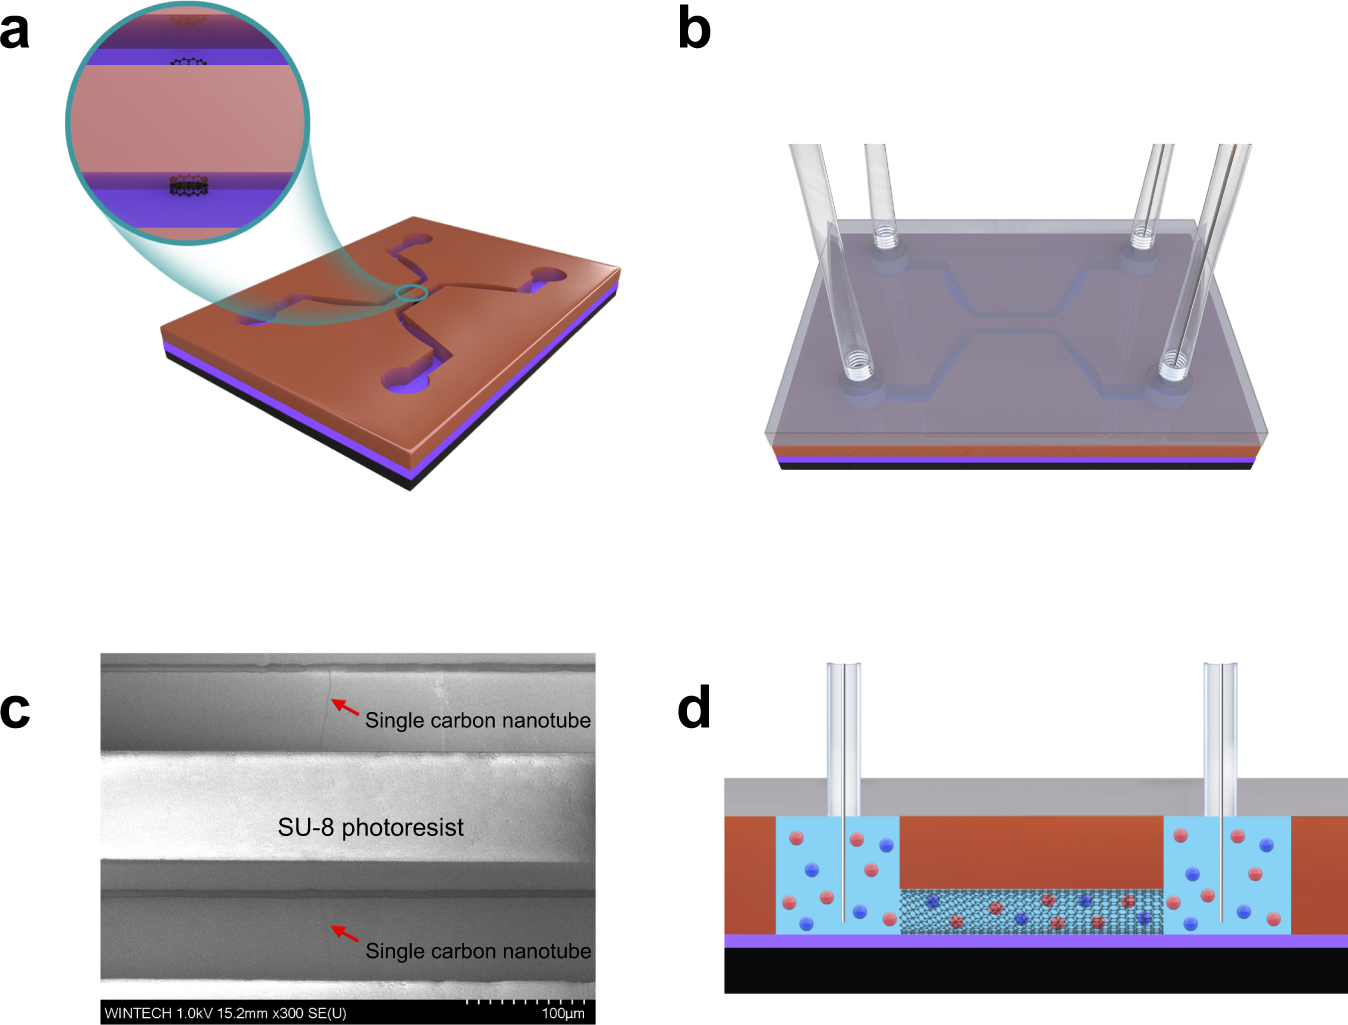 a
b
c
Single carbon nanotube
SU-8 photoresist
Single carbon nanotube
WINTECH 1.0kV 15.2mm x300 SE(U)
100µm
d